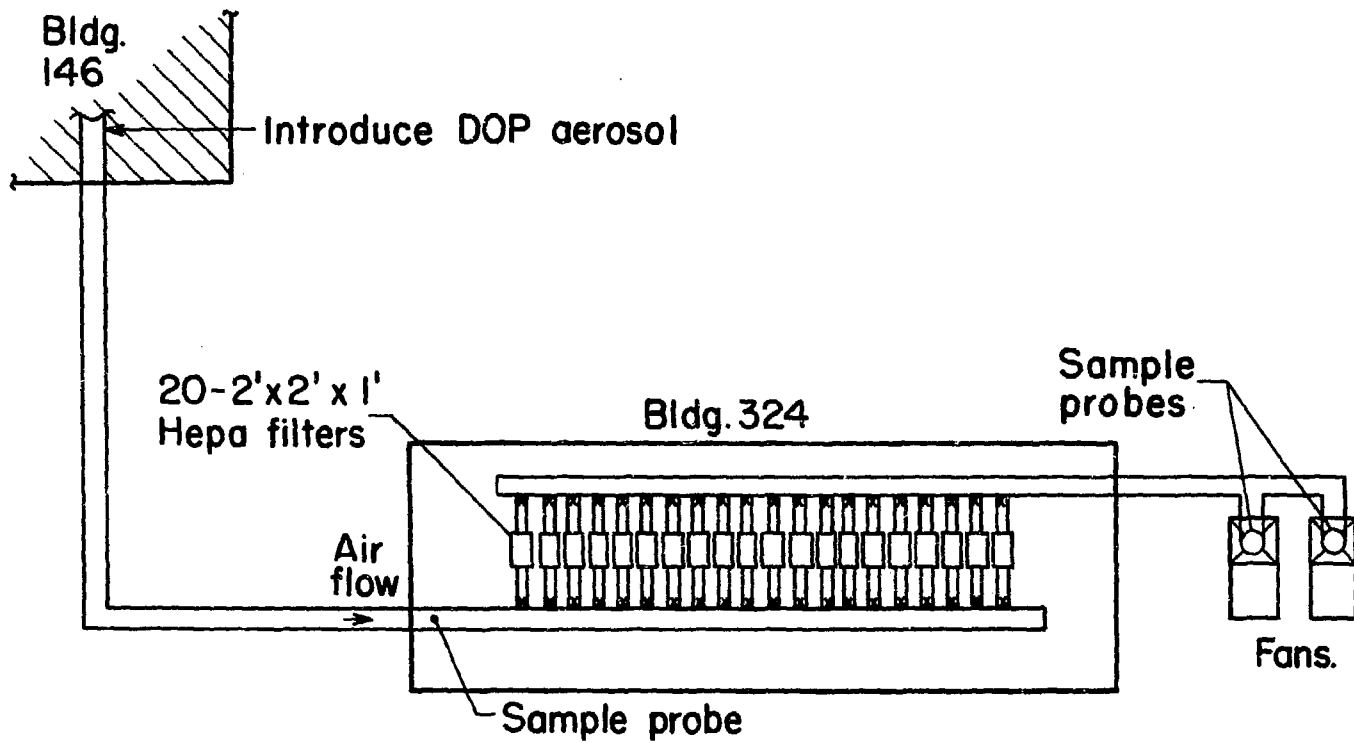 Bldg.
146
Introduce DOP aerosol
20-2'x2'x1'
Hepa filters
Bldg. 324
Sample
probes
Air
flow
Fans.
Sample probe